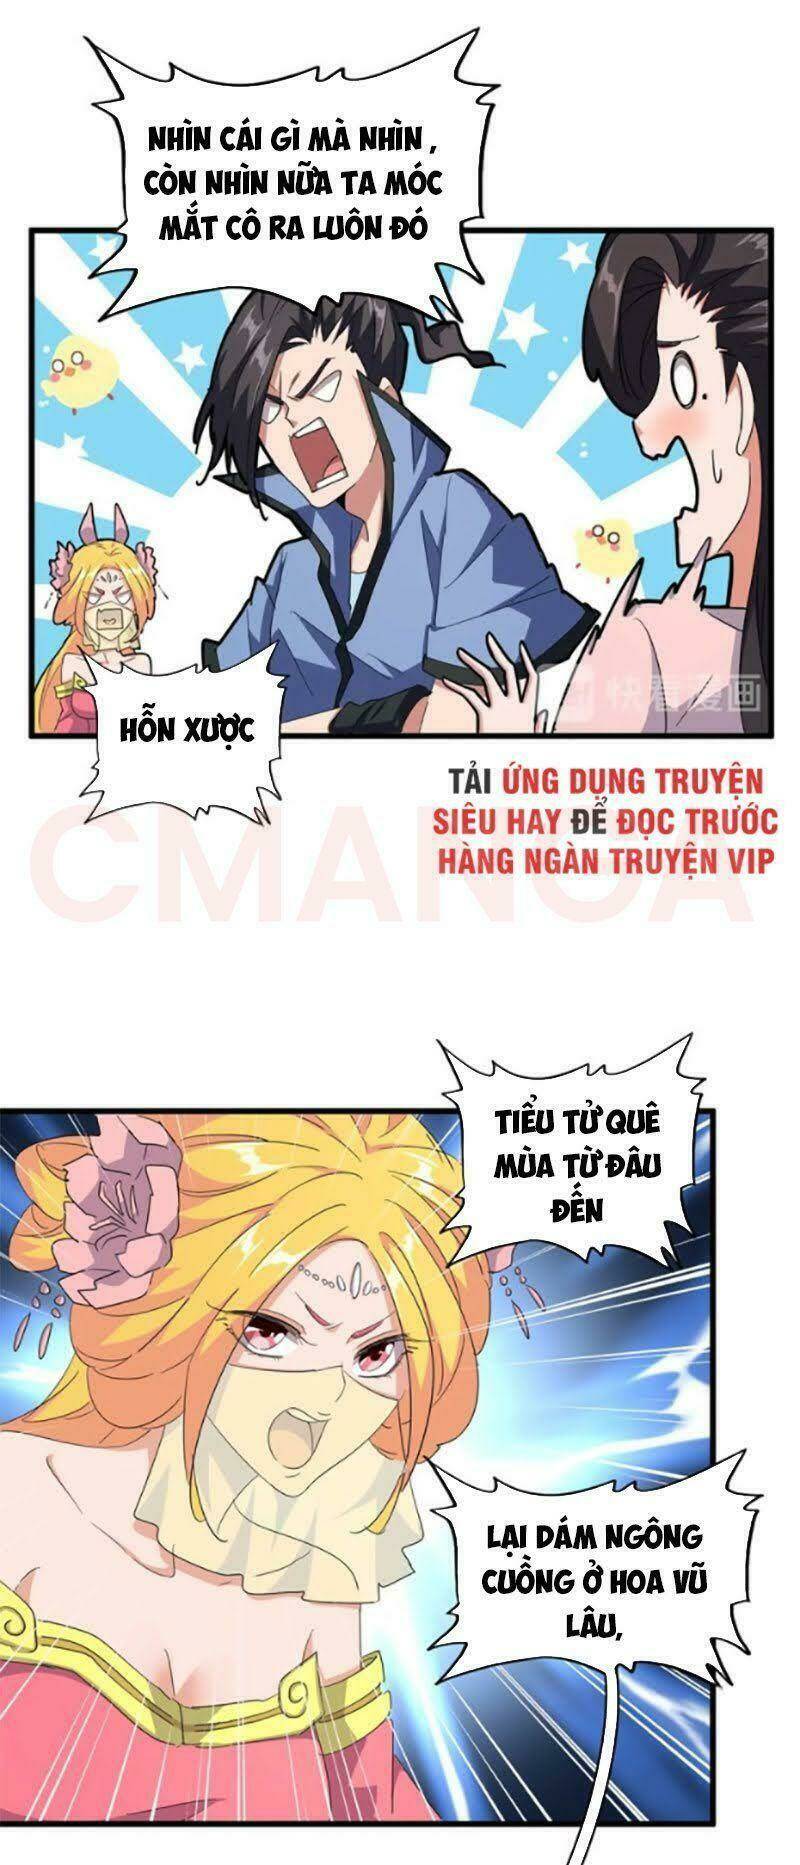 NHÌN CÁI GÌ MÀ NHÌN,
CÒN NHÌN NỮA TA MÓC
MẮT CÔ RA LUÔN ĐÓ
HỖN XƯỢC
快看漫画
TẢI ỨNG DỤNG TRUYỆN
SIÊU HAY ĐỂ ĐỌC TRƯỚC
HÀNG NGÀN TRUYỆN VIP
CMANGA
TIỂU TỬ QUÊ
MÙA TỪ ĐÂU
ĐẾN
LẠI DÁM NGÔNG
CUỒNG Ở HOA VŨ
LÂU,